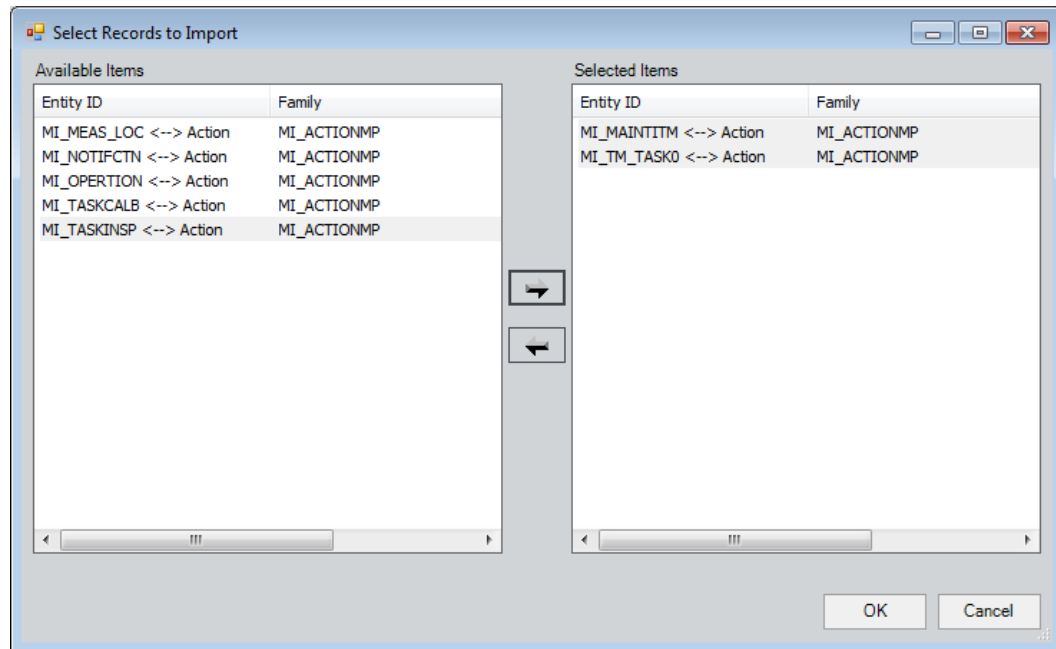 Select Records to Import
Available Items
Entity ID Family
MI_MEAS_LOC <--> Action MI_ACTIONMP
MI_NOTIFCTN <--> Action MI_ACTIONMP
MI_OPERTION <--> Action MI_ACTIONMP
MI_TASKCALB <--> Action MI_ACTIONMP
MI_TASKINSP <--> Action MI_ACTIONMP
Selected Items
Entity ID Family
MI_MAINTITM <--> Action MI_ACTIONMP
MI_TM_TASK0 <--> Action MI_ACTIONMP
OK Cancel